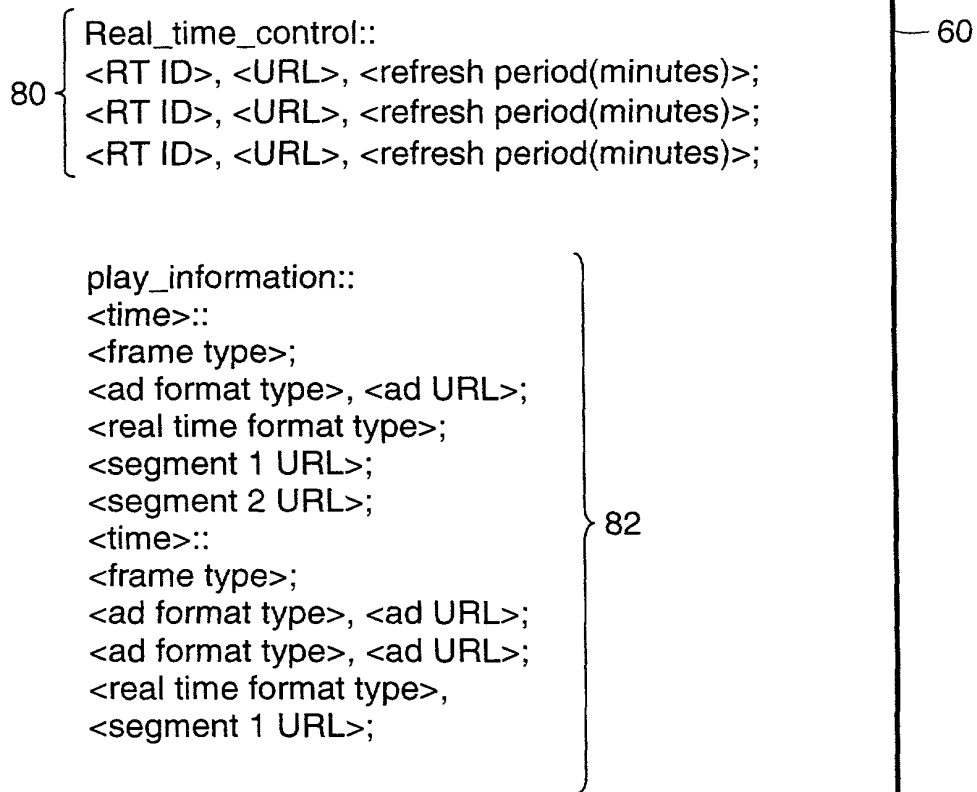 Real_time_control::
<RT ID>, <URL>, <refresh period(minutes)>;
<RT ID>, <URL>, <refresh period(minutes)>;
<RT ID>, <URL>, <refresh period(minutes)>;
80
60
play_information::
<time>::
<frame type>;
<ad format type>, <ad URL>;
<real time format type>;
<segment 1 URL>;
<segment 2 URL>;
<time>::
<frame type>;
<ad format type>, <ad URL>;
<ad format type>, <ad URL>;
<real time format type>,
<segment 1 URL>;
82